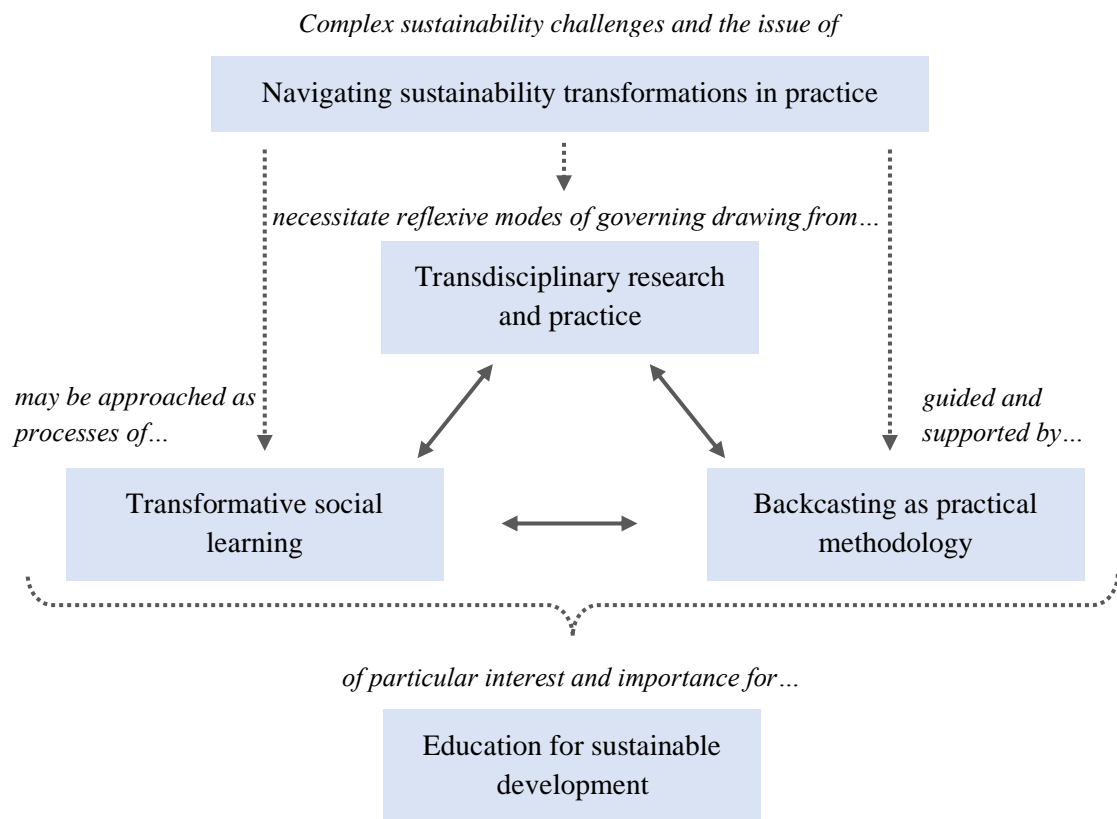 Complex sustainability challenges and the issue of
Navigating sustainability transformations in practice
necessitate reflexive modes of governing drawing from…
Transdisciplinary research
and practice
may be approached as
processes of…
guided and
supported by…
Transformative social
learning
Backcasting as practical
methodology
of particular interest and importance for…
Education for sustainable
development